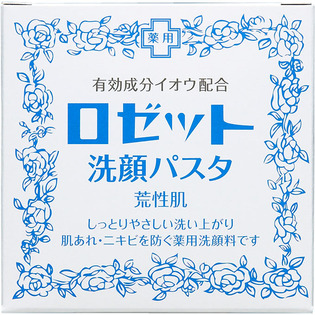 薬用
有効成分イオウ配合
ロゼット
洗顔パスタ
荒性肌
しっとりやさしい洗い上がり
肌あれ・ニキビを防ぐ薬用洗顔料です